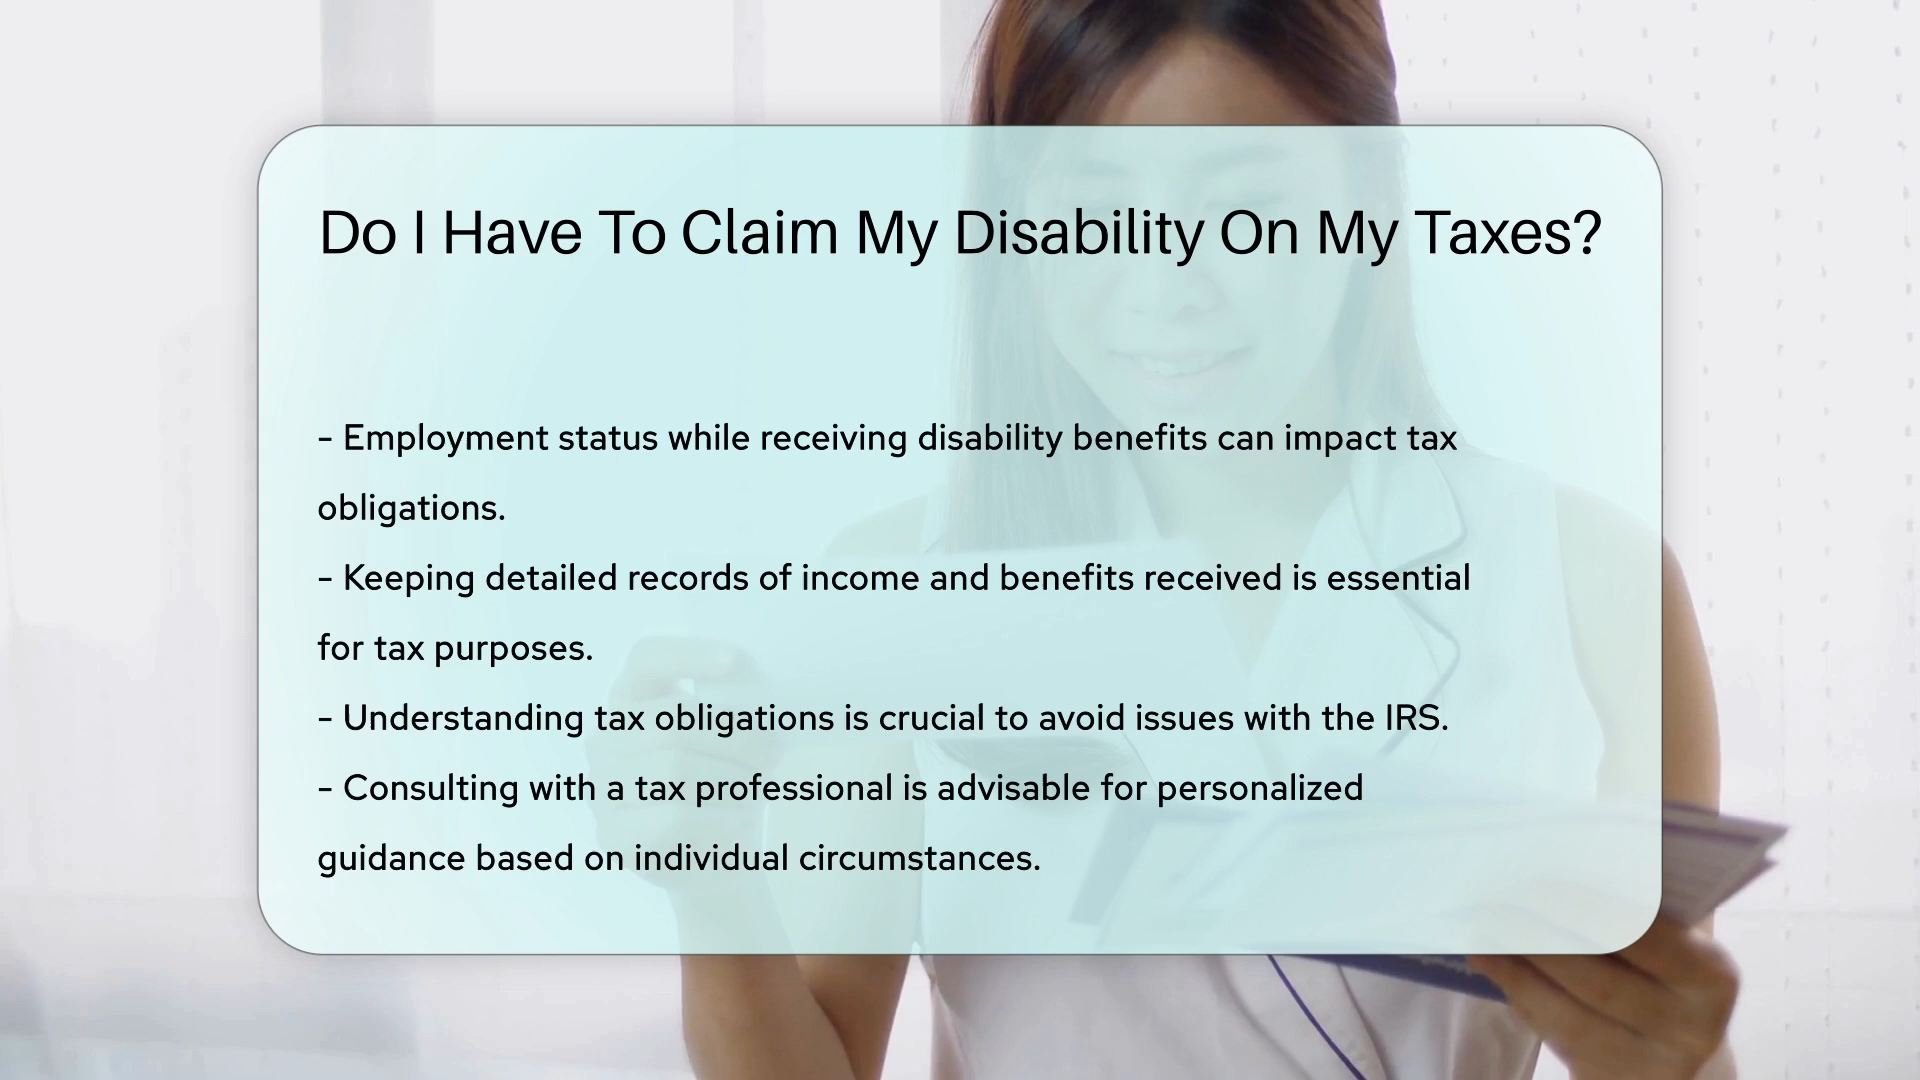 Do I Have To Claim My Disability On My Taxes?
- Employment status while receiving disability benefits can impact tax
obligations.
- Keeping detailed records of income and benefits received is essential
for tax purposes.
- Understanding tax obligations is crucial to avoid issues with the IRS.
- Consulting with a tax professional is advisable for personalized
guidance based on individual circumstances.